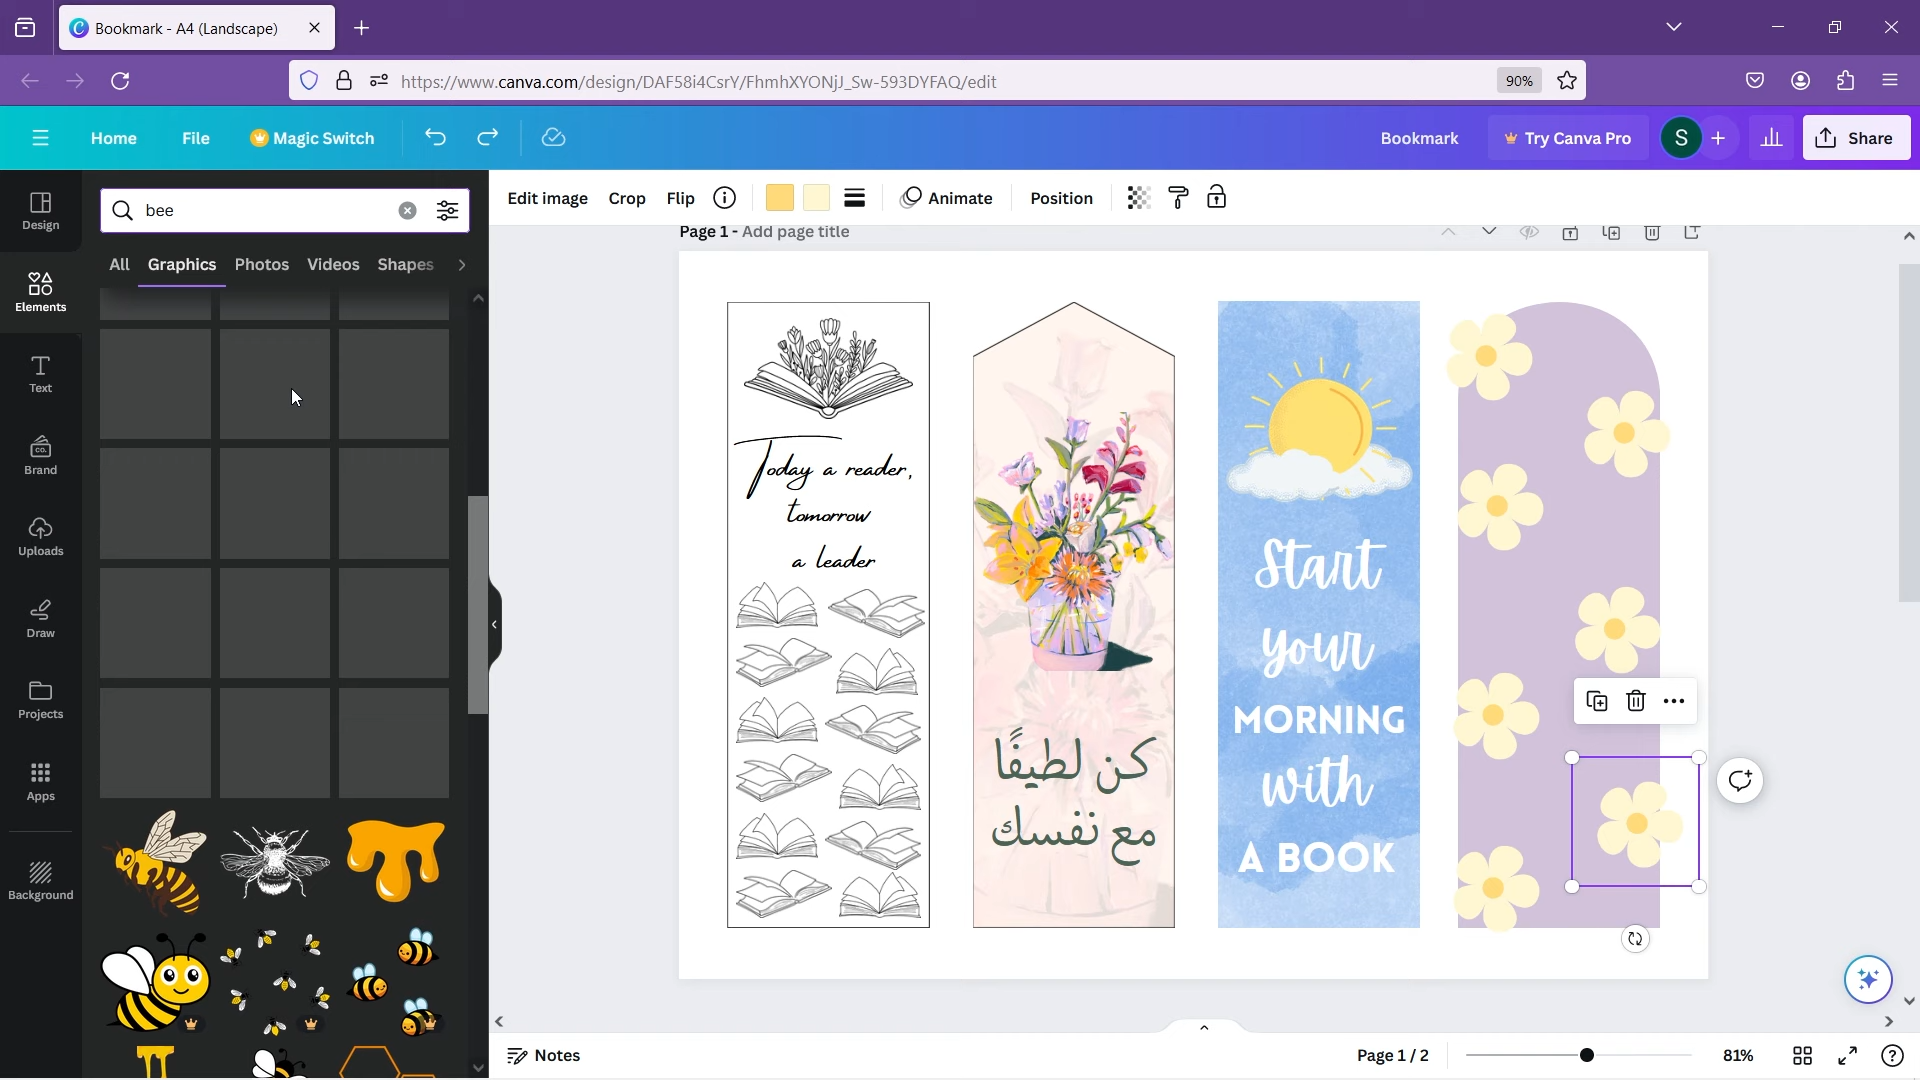 Bookmark - A4 (Landscape)
https://www.canva.com/design/DAF58i4CsrY/FhmhXYONjJ_Sw-593DYFAQ/edit
90%
Home
File
Magic Switch
Bookmark
Try Canva Pro
S
Share
Design
Elements
Text
Brand
Uploads
Draw
Projects
Apps
Background
bee
All
Graphics
Photos
Videos
Shapes
Edit image
Crop
Flip
Animate
Position
Page 1 - Add page title
Today a reader,
tomorrow
a leader
كن لطيفًا
مع نفسك
Start
your
MORNING
with
A BOOK
Notes
Page 1 / 2
81%